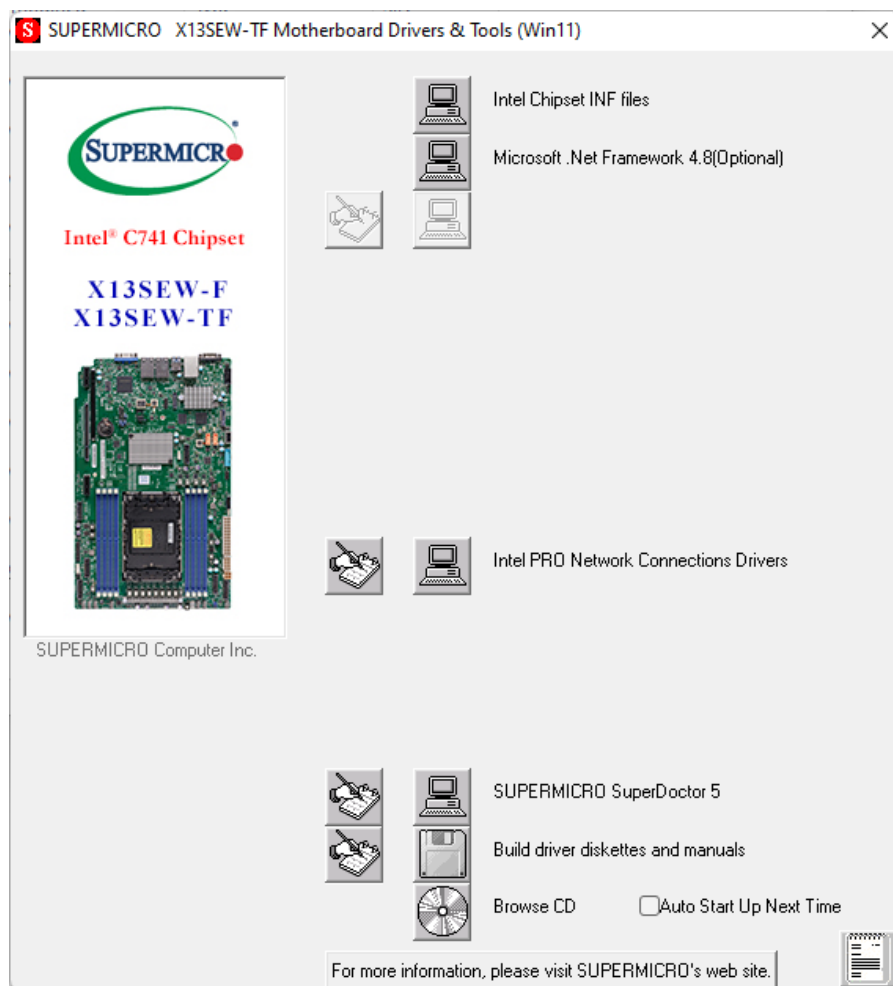 SUPERMICRO X13SEW-TF Motherboard Drivers & Tools (Win11)
SUPERMICRO
Intel® C741 Chipset
X13SEW-F
X13SEW-TF
SUPERMICRO Computer Inc.
Intel Chipset INF files
Microsoft .Net Framework 4.8(Optional)
Intel PRO Network Connections Drivers
SUPERMICRO SuperDoctor 5
Build driver diskettes and manuals
Browse CD
Auto Start Up Next Time
For more information, please visit SUPERMICRO's web site.